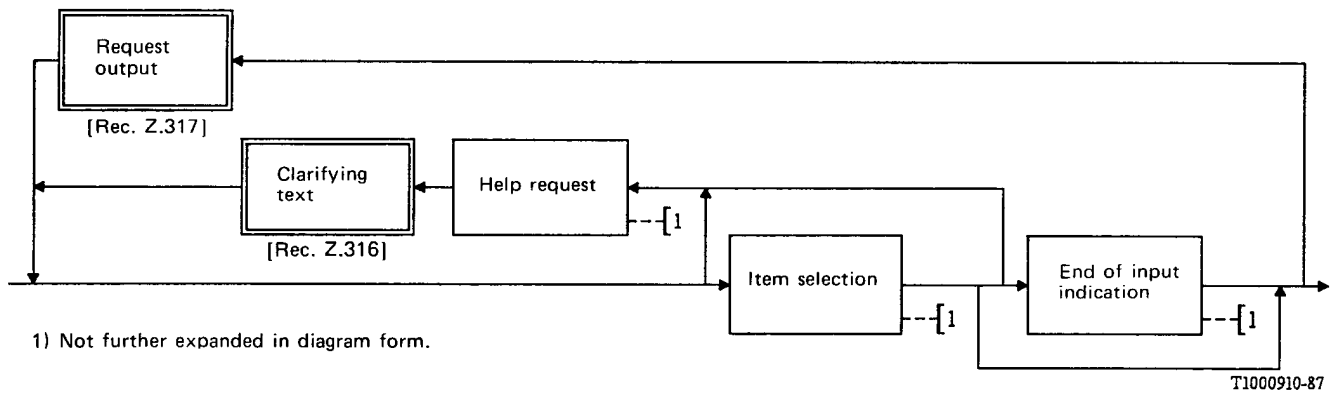 Request
output
[Rec. Z.317]
Clarifying
text
[Rec. Z.316]
Help request
1
Item selection
1
End of input
indication
1
1) Not further expanded in diagram form.
T1000910-87